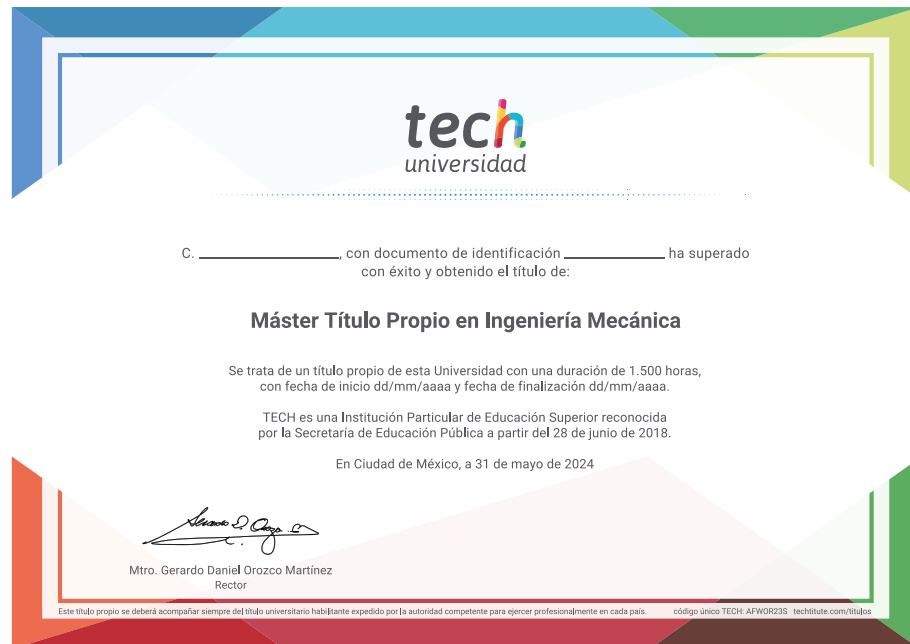 tech
universidad
C. ________________, con documento de identificación ____________ ha superado
con éxito y obtenido el título de:
Máster Título Propio en Ingeniería Mecánica
Se trata de un título propio de esta Universidad con una duración de 1.500 horas,
con fecha de inicio dd/mm/aaaa y fecha de finalización dd/mm/aaaa.
TECH es una Institución Particular de Educación Superior reconocida
por la Secretaría de Educación Pública a partir del 28 de junio de 2018.
En Ciudad de México, a 31 de mayo de 2024
Mtro. Gerardo Daniel Orozco Martínez
Rector
Este título propio se deberá acompañar siempre del título universitario habilitante expedido por la autoridad competente para ejercer profesionalmente en cada país. código único TECH: AFWOR23S techtitute.com/titulos